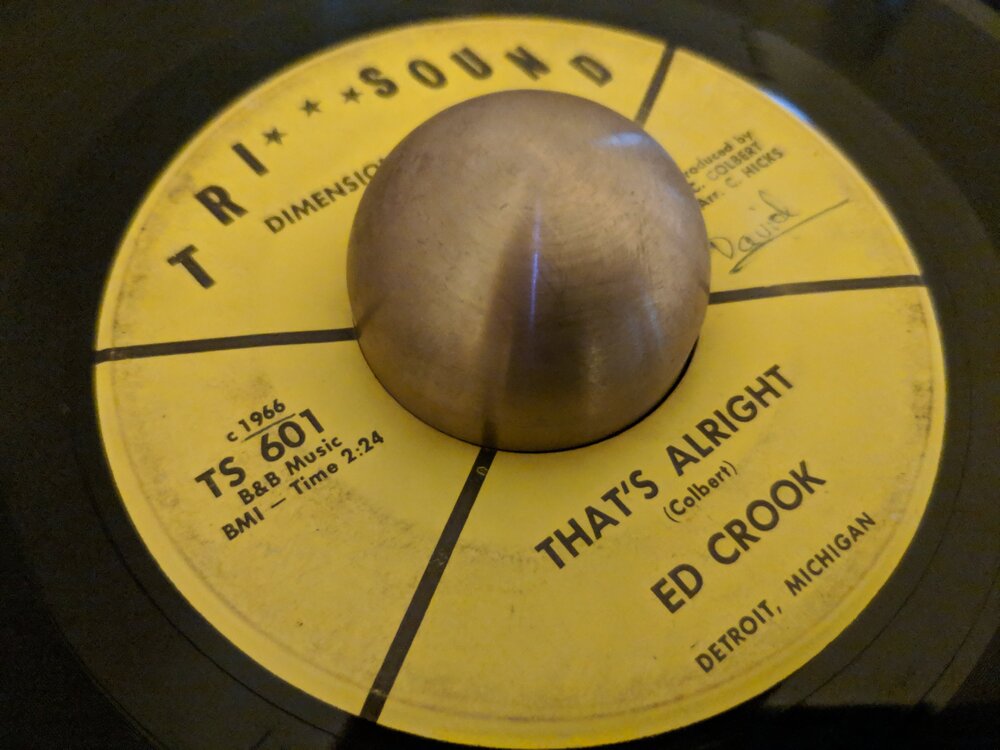 TRI★★★SOUND
DIMENSIO
roduced by
C. COLBERT
Arr. C. HICKS
David
c 1966
TS 601
B&B Music
BMI — Time 2:24
THAT'S ALRIGHT
(Colbert)
ED CROOK
DETROIT, MICHIGAN